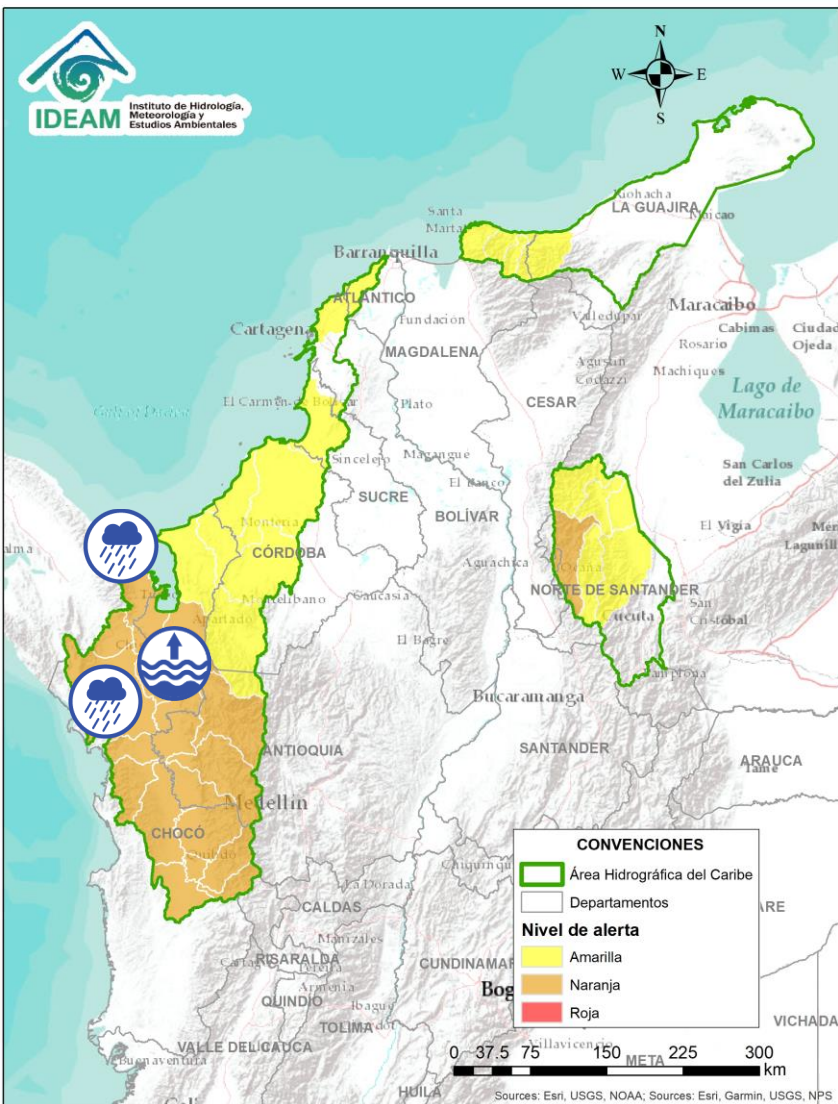 IDEAM
Instituto de Hidrología,
Meteorología y
Estudios Ambientales
N
W
E
S
Riohacha
LA GUAJIRA
Maicao
Santa
Marta
Barranquilla
ATLÁNTICO
Cartagena
Fundación
MAGDALENA
Valledupar
Maracaibo
Cabimas
Ciudad
Ojeda
Rosario
Machiques
Agustín
Codazzi
Lago de
Maracaibo
CESAR
El Carmen de Bolívar
Plato
Sincelejo
Magangué
San Carlos
del Zulia
SUCRE
El Banco
BOLÍVAR
El Vigía
Montería
CÓRDOBA
Aguachica
Ocaña
NORTE DE SANTANDER
Montelíbano
Caucasia
San
Cristóbal
Cúcuta
Apartadó
El Bagre
Pamplona
Bucaramanga
SANTANDER
ANTIOQUIA
ARAUCA
Tame
Medellín
CHOCÓ
Quibdó
La Dorada
CALDAS
Manizales
RISARALDA
Pereira
Armenia
QUINDÍO
Ibagué
TOLIMA
VALLE DEL CAUCA
Buenaventura
HUILA
Villavicencio
META
VICHADA
CONVENCIONES
Área Hidrográfica del Caribe
Departamentos
Nivel de alerta
Amarilla
Naranja
Roja
0 37.5 75 150 225 300
km
Sources: Esri, USGS, NOAA; Sources: Esri, Garmin, USGS, NPS